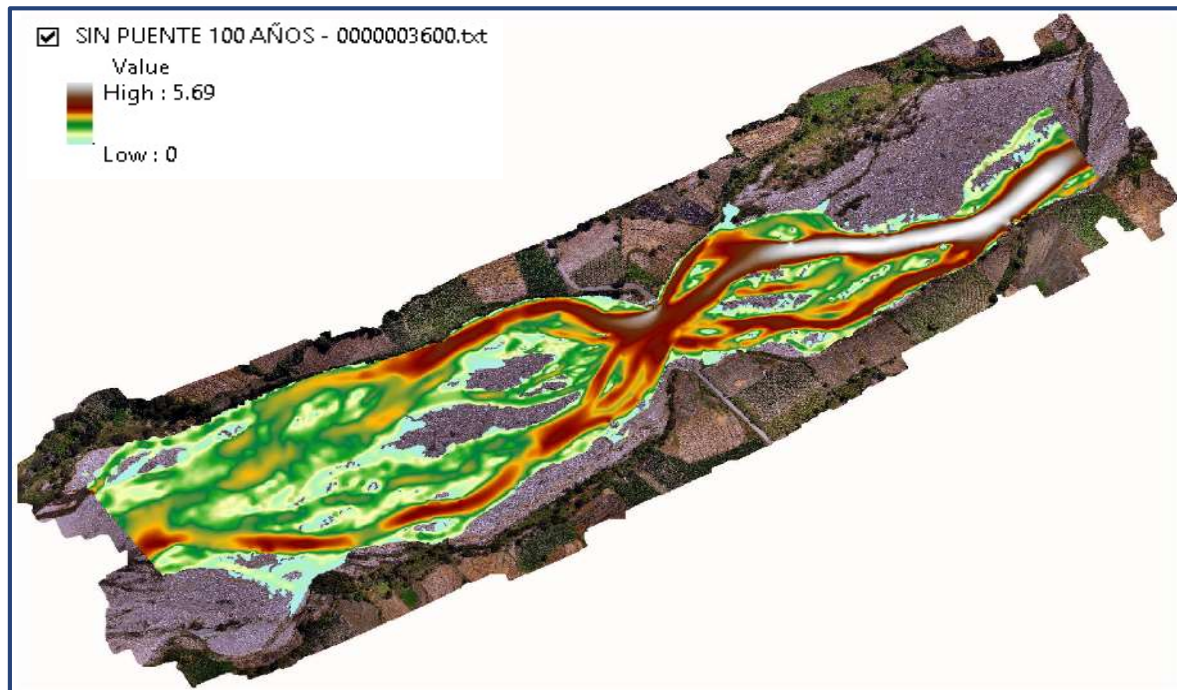 SIN PUENTE 100 AÑOS - 0000003600.txt
Value
High : 5.69
Low : 0